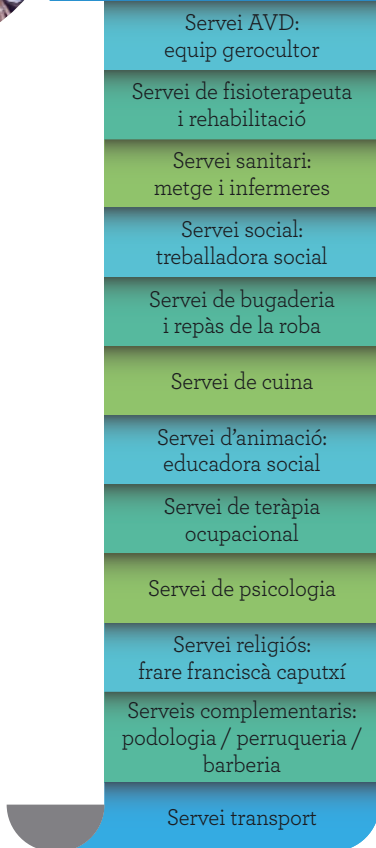 Servei AVD:
equip gerocultor
Servei de fisioterapeuta
i rehabilitació
Servei sanitari:
metge i infermeres
Servei social:
treballadora social
Servei de bugaderia
i repàs de la roba
Servei de cuina
Servei d'animació:
educadora social
Servei de teràpia
ocupacional
Servei de psicologia
Servei religiós:
frare franciscà caputxí
Serveis complementaris:
podologia / perruqueria /
barberia
Servei transport